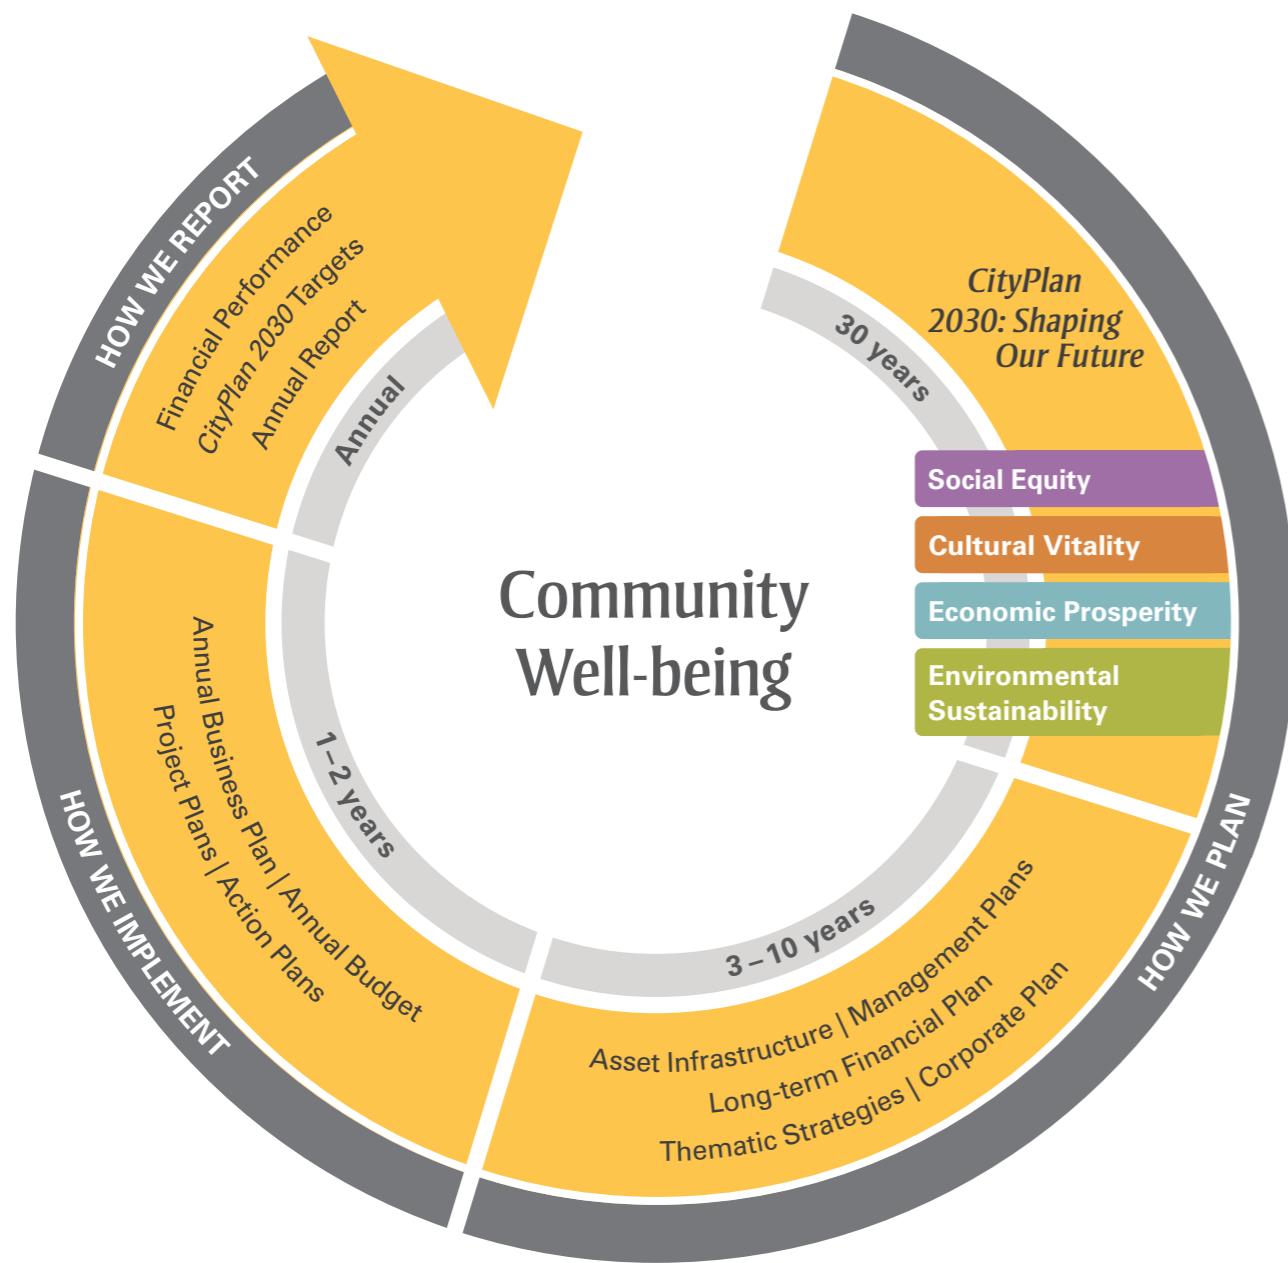 CityPlan
2030: Shaping
Our Future
30 years
Social Equity
Cultural Vitality
Economic Prosperity
Environmental
Sustainability
HOW WE PLAN
3–10 years
Asset Infrastructure | Management Plans
Long-term Financial Plan
Thematic Strategies | Corporate Plan
HOW WE IMPLEMENT
1–2 years
Annual Business Plan | Annual Budget
Project Plans | Action Plans
HOW WE REPORT
Financial Performance
CityPlan 2030 Targets
Annual Report
Annual
Community
Well-being